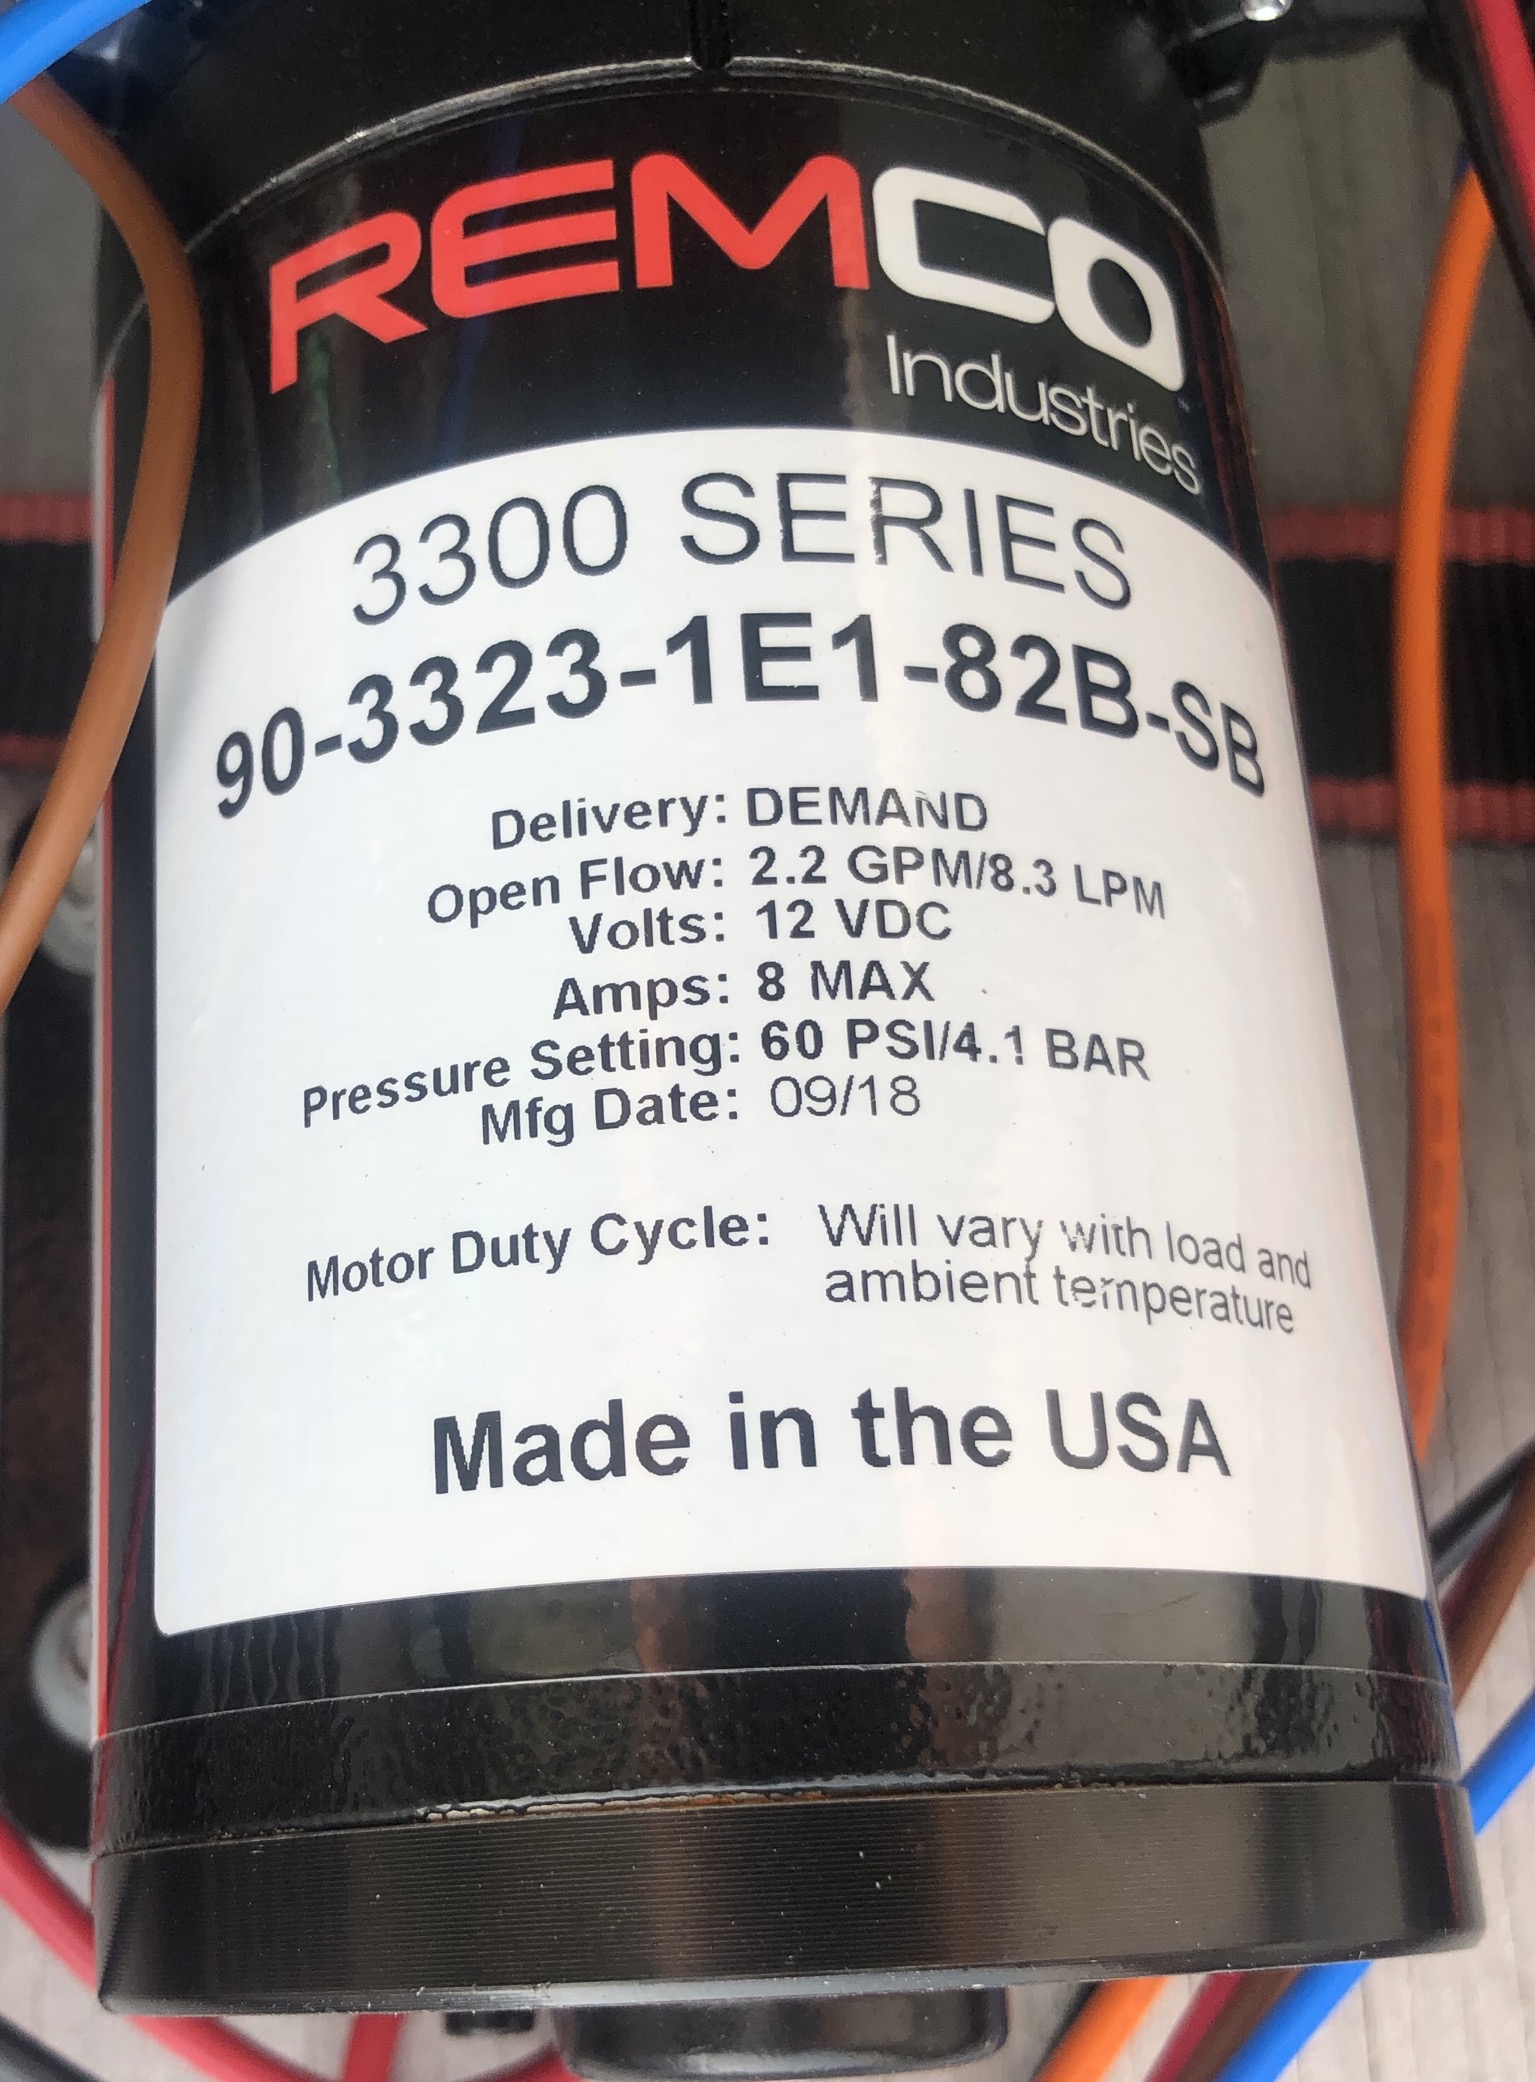 REMCO
Industries
3300 SERIES
90-3323-1E1-82B-SB
Delivery: DEMAND
Open Flow: 2.2 GPM/8.3 LPM
Volts: 12 VDC
Amps: 8 MAX
Pressure Setting: 60 PSI/4.1 BAR
Mfg Date: 09/18
Motor Duty Cycle: Will vary with load and
ambient temperature
Made in the USA